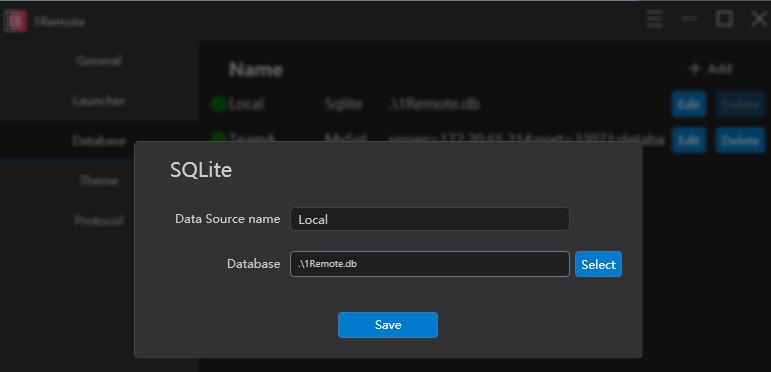 1Remote
General
Name
Add
Launcher
Local Sqlite .\1Remote.db Edit Delete
Database
TeamA MySql server=172.20.65.214;port=33071;databa Edit Delete
SQLite
Theme
Data Source name Local
Protocol
Database .\1Remote.db Select
Save